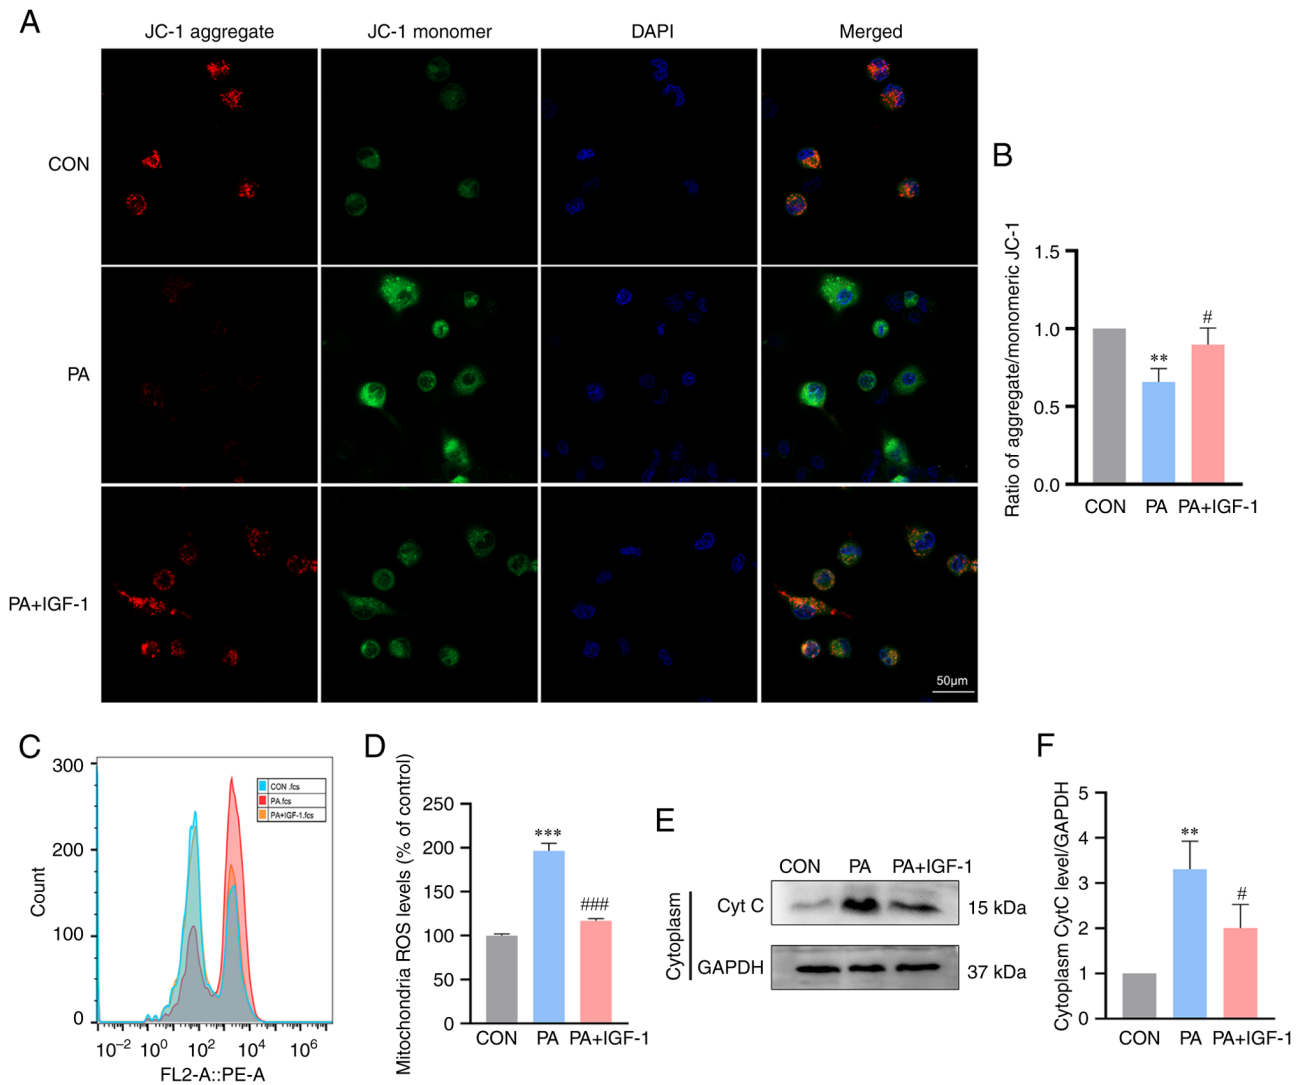 A
JC-1 aggregate
JC-1 monomer
DAPI
Merged
CON
PA
PA+IGF-1
50μm
B
Ratio of aggregate/monomeric JC-1
1.5
1.0
0.5
0.0
**
#
CON PA PA+IGF-1
C
Count
300
200
100
0
CON .fcs
PA.fcs
PA+IGF-1.fcs
10⁻² 10⁰ 10² 10⁴ 10⁶
FL2-A::PE-A
D
Mitochondria ROS levels (% of control)
250
200
150
100
50
0
***
###
CON PA PA+IGF-1
E
CON PA PA+IGF-1
Cytoplasm
Cyt C 15 kDa
GAPDH 37 kDa
F
Cytoplasm CytC level/GAPDH
5
4
3
2
1
0
**
#
CON PA PA+IGF-1